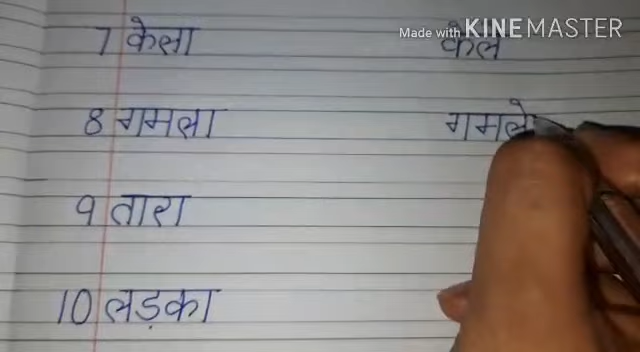 Made with KINEMASTER
7 केला केले
8 गमला गमले
9 तारा
10 लड़का